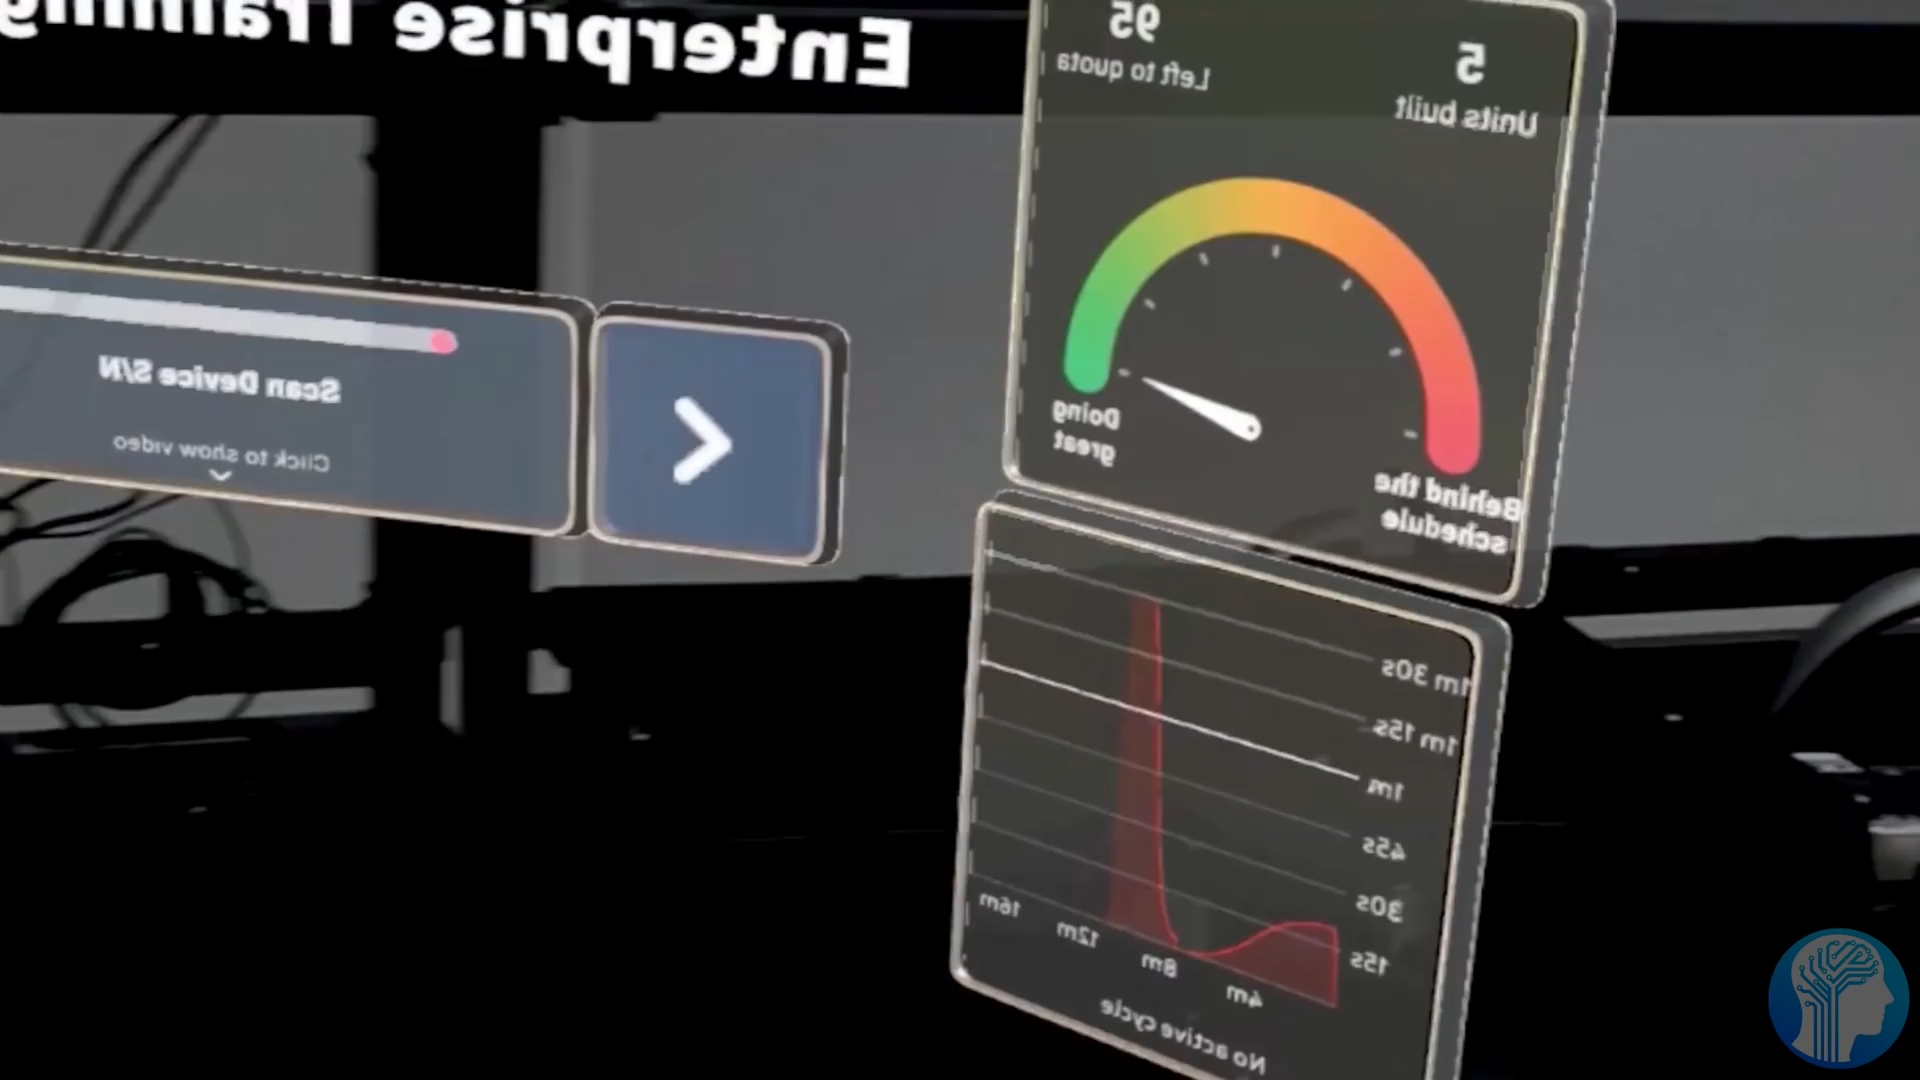 Enterprise Training
5
Units built
95
Left to quota
Doing
great
Behind the
schedule
Scan Device S/N
Click to show video
1m 30s
1m 15s
1m
45s
30s
15s
4m
8m
12m
16m
No active cycle